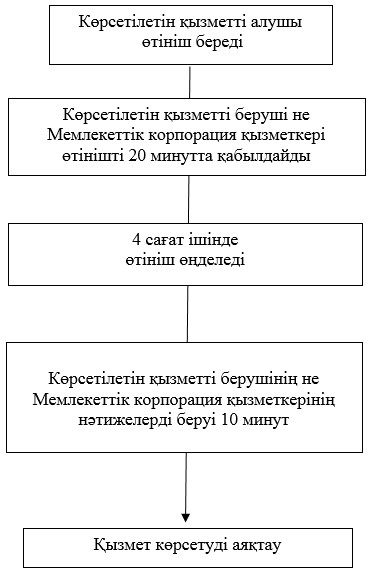 Көрсетілетін қызметті алушы
өтініш береді
Көрсетілетін қызметті беруші не
Мемлекеттік корпорация қызметкері
өтінішті 20 минутта қабылдайды
4 сағат ішінде
өтініш өңделеді
Көрсетілетін қызметті берушінің не
Мемлекеттік корпорация қызметкерінің
нәтижелерді беруі 10 минут
Қызмет көрсетуді аяқтау